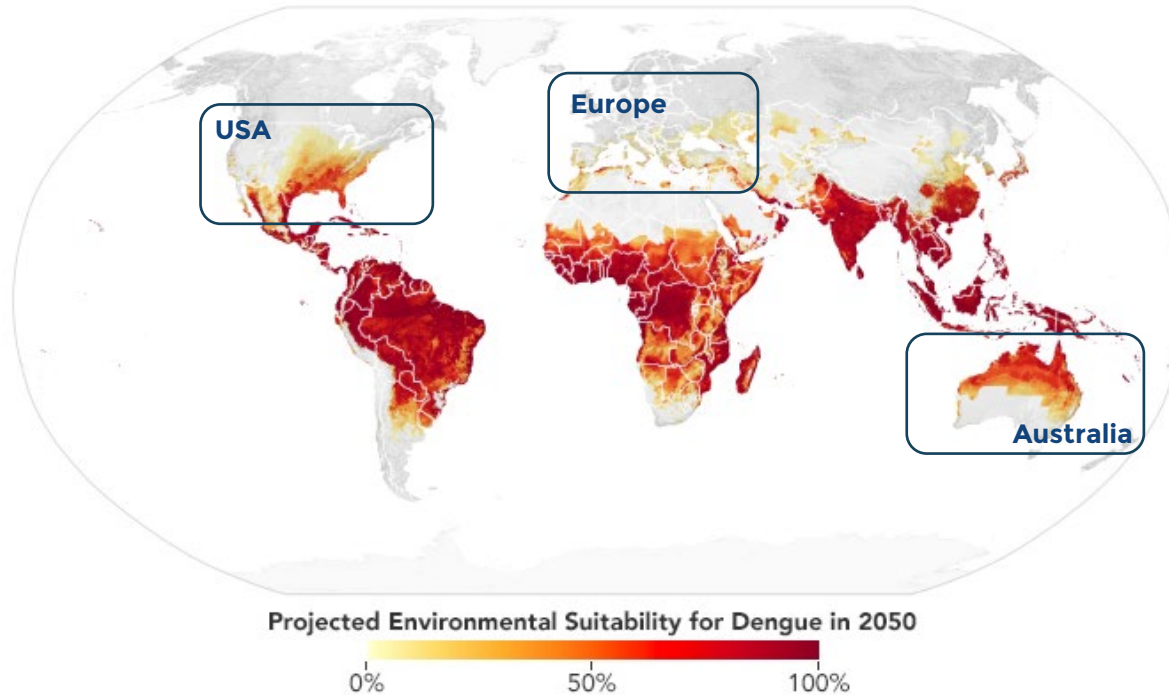 USA
Europe
Australia
Projected Environmental Suitability for Dengue in 2050
0% 50% 100%